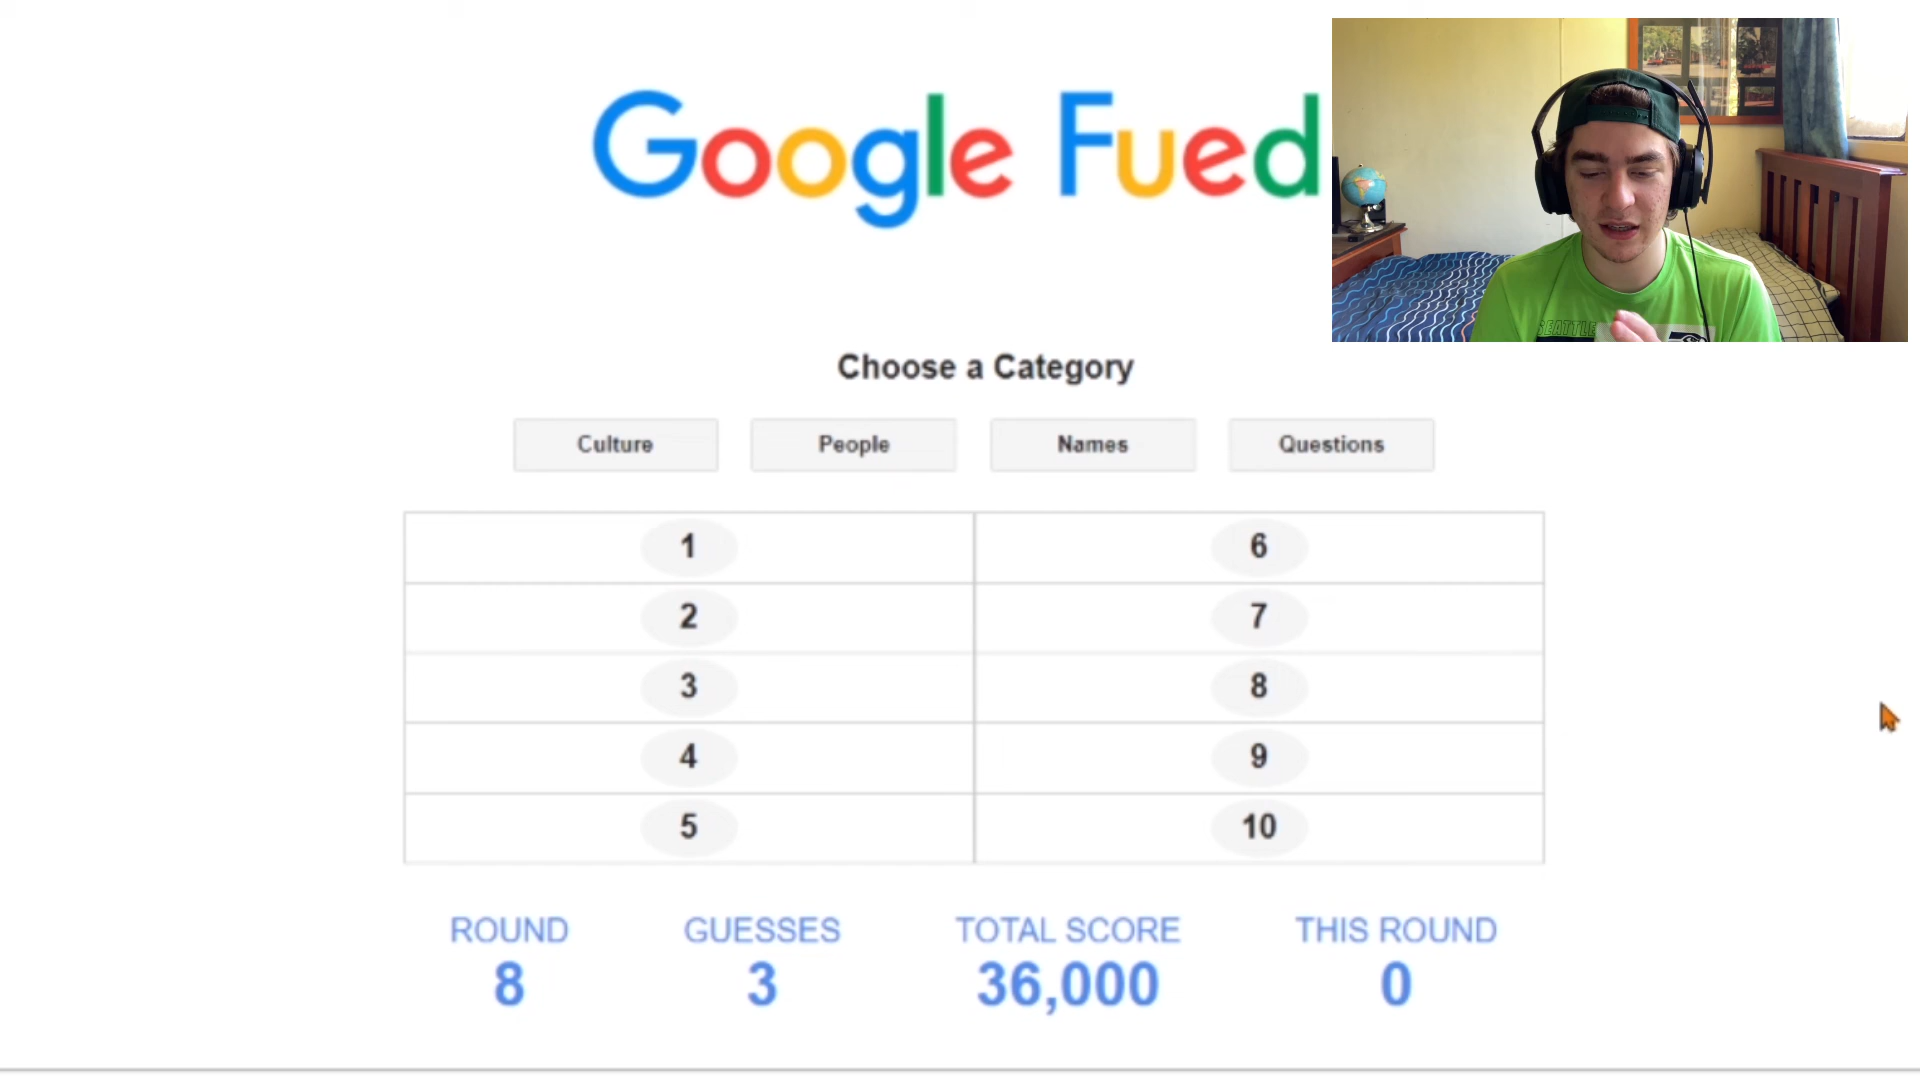 Google Fued
SEATTLE
Choose a Category
Culture
People
Names
Questions
1
6
2
7
3
8
4
9
5
10
ROUND
GUESSES
TOTAL SCORE
THIS ROUND
8
3
36,000
0